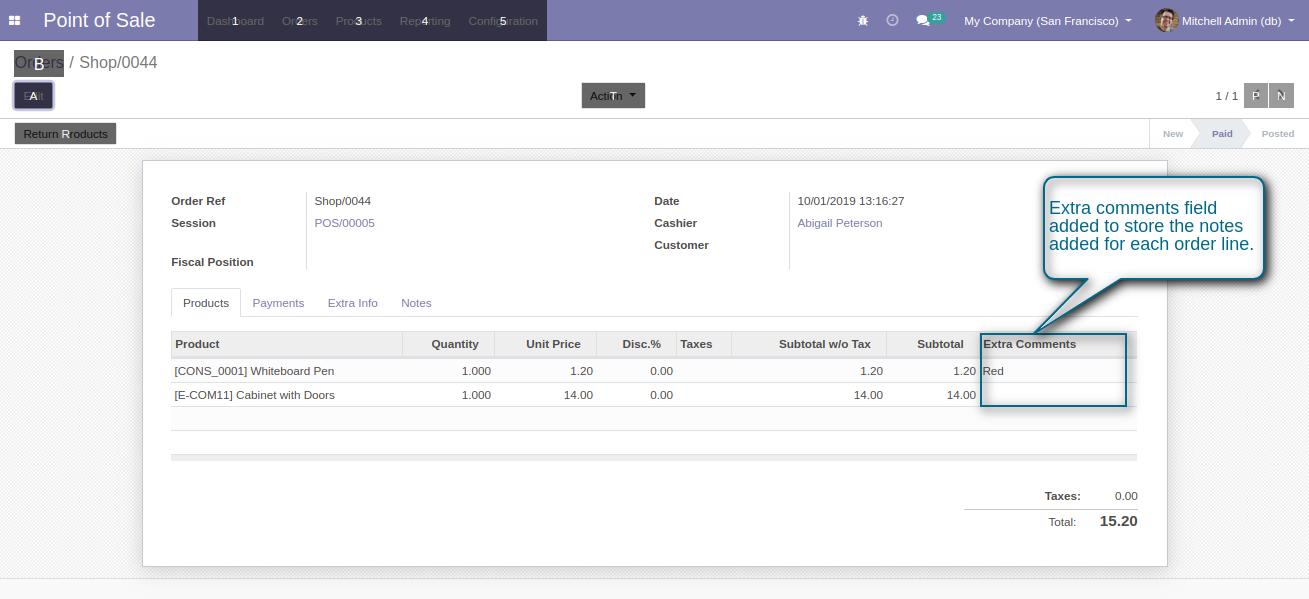 Point of Sale Dashboard 1 Orders 2 Products 3 Reporting 4 Configuration 5 23 My Company (San Francisco) Mitchell Admin (db)
Orders B / Shop/0044
Edit A Action T 1 / 1 P N
Return Products R New Paid Posted
Order Ref Shop/0044 Date 10/01/2019 13:16:27
Session POS/00005 Cashier Abigail Peterson
Customer
Fiscal Position
Extra comments field
added to store the notes
added for each order line.
Products Payments Extra Info Notes
Product Quantity Unit Price Disc.% Taxes Subtotal w/o Tax Subtotal Extra Comments
[CONS_0001] Whiteboard Pen 1.000 1.20 0.00 1.20 1.20 Red
[E-COM11] Cabinet with Doors 1.000 14.00 0.00 14.00 14.00
Taxes: 0.00
Total: 15.20